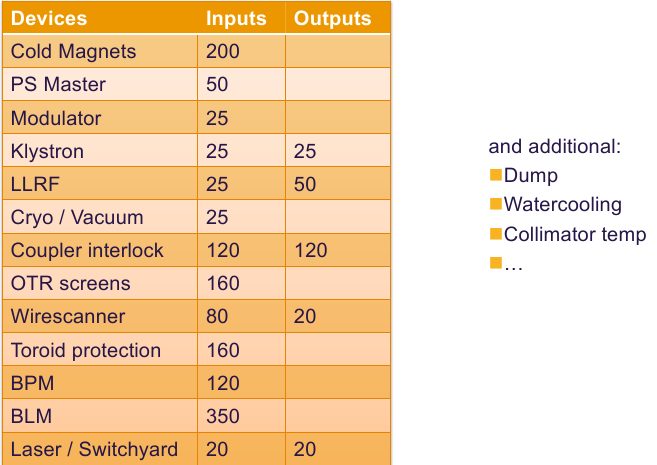 Devices Inputs Outputs
Cold Magnets 200
PS Master 50
Modulator 25
Klystron 25 25
LLRF 25 50
Cryo / Vacuum 25
Coupler interlock 120 120
OTR screens 160
Wirescanner 80 20
Toroid protection 160
BPM 120
BLM 350
Laser / Switchyard 20 20
and additional:
Dump
Watercooling
Collimator temp
…